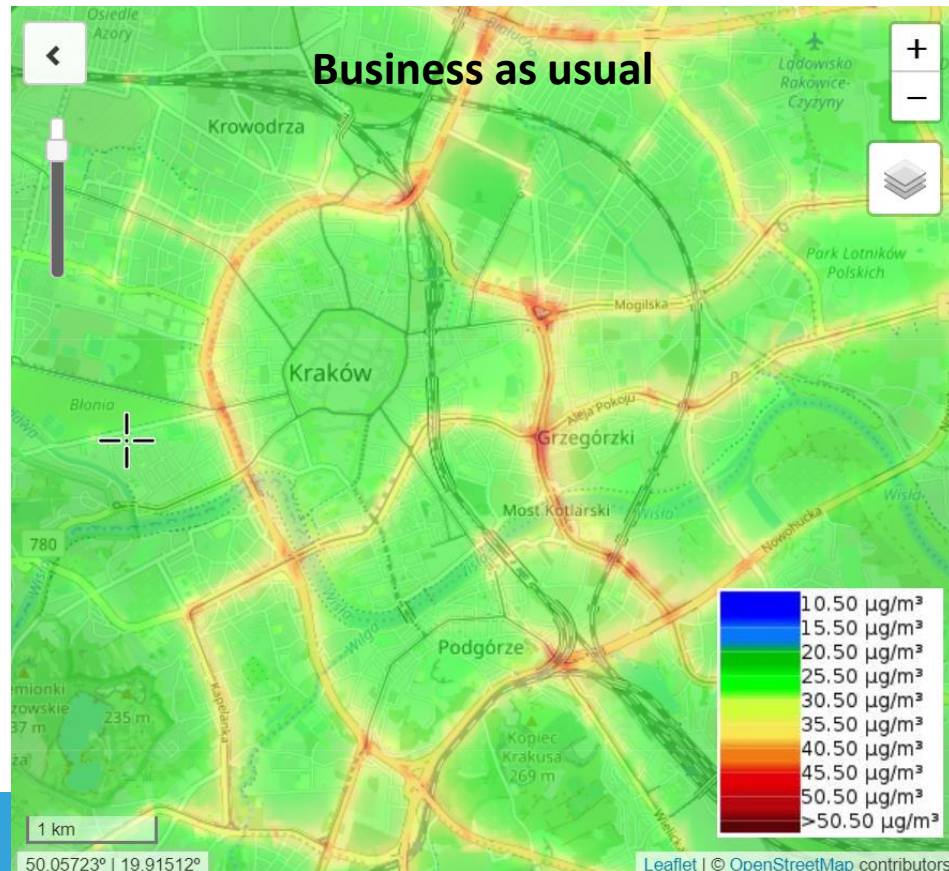 Osiedle
Azory
Business as usual
+
−
Lądowisko
Rakowice-
Czyżyny
Krowodrza
Park Lotników
Polskich
Mogilska
Kraków
Błonia
Aleja Pokoju
Grzegórzki
Most Kotlarski
Wisła
Wisła
Nowohucka
780
Wisła
Wilga
Podgórze
Kapelanka
235 m
Kopiec
Krakusa
269 m
10.50 µg/m³
15.50 µg/m³
20.50 µg/m³
25.50 µg/m³
30.50 µg/m³
35.50 µg/m³
40.50 µg/m³
45.50 µg/m³
50.50 µg/m³
>50.50 µg/m³
1 km
50.05723º | 19.91512º
Leaflet | © OpenStreetMap contributors